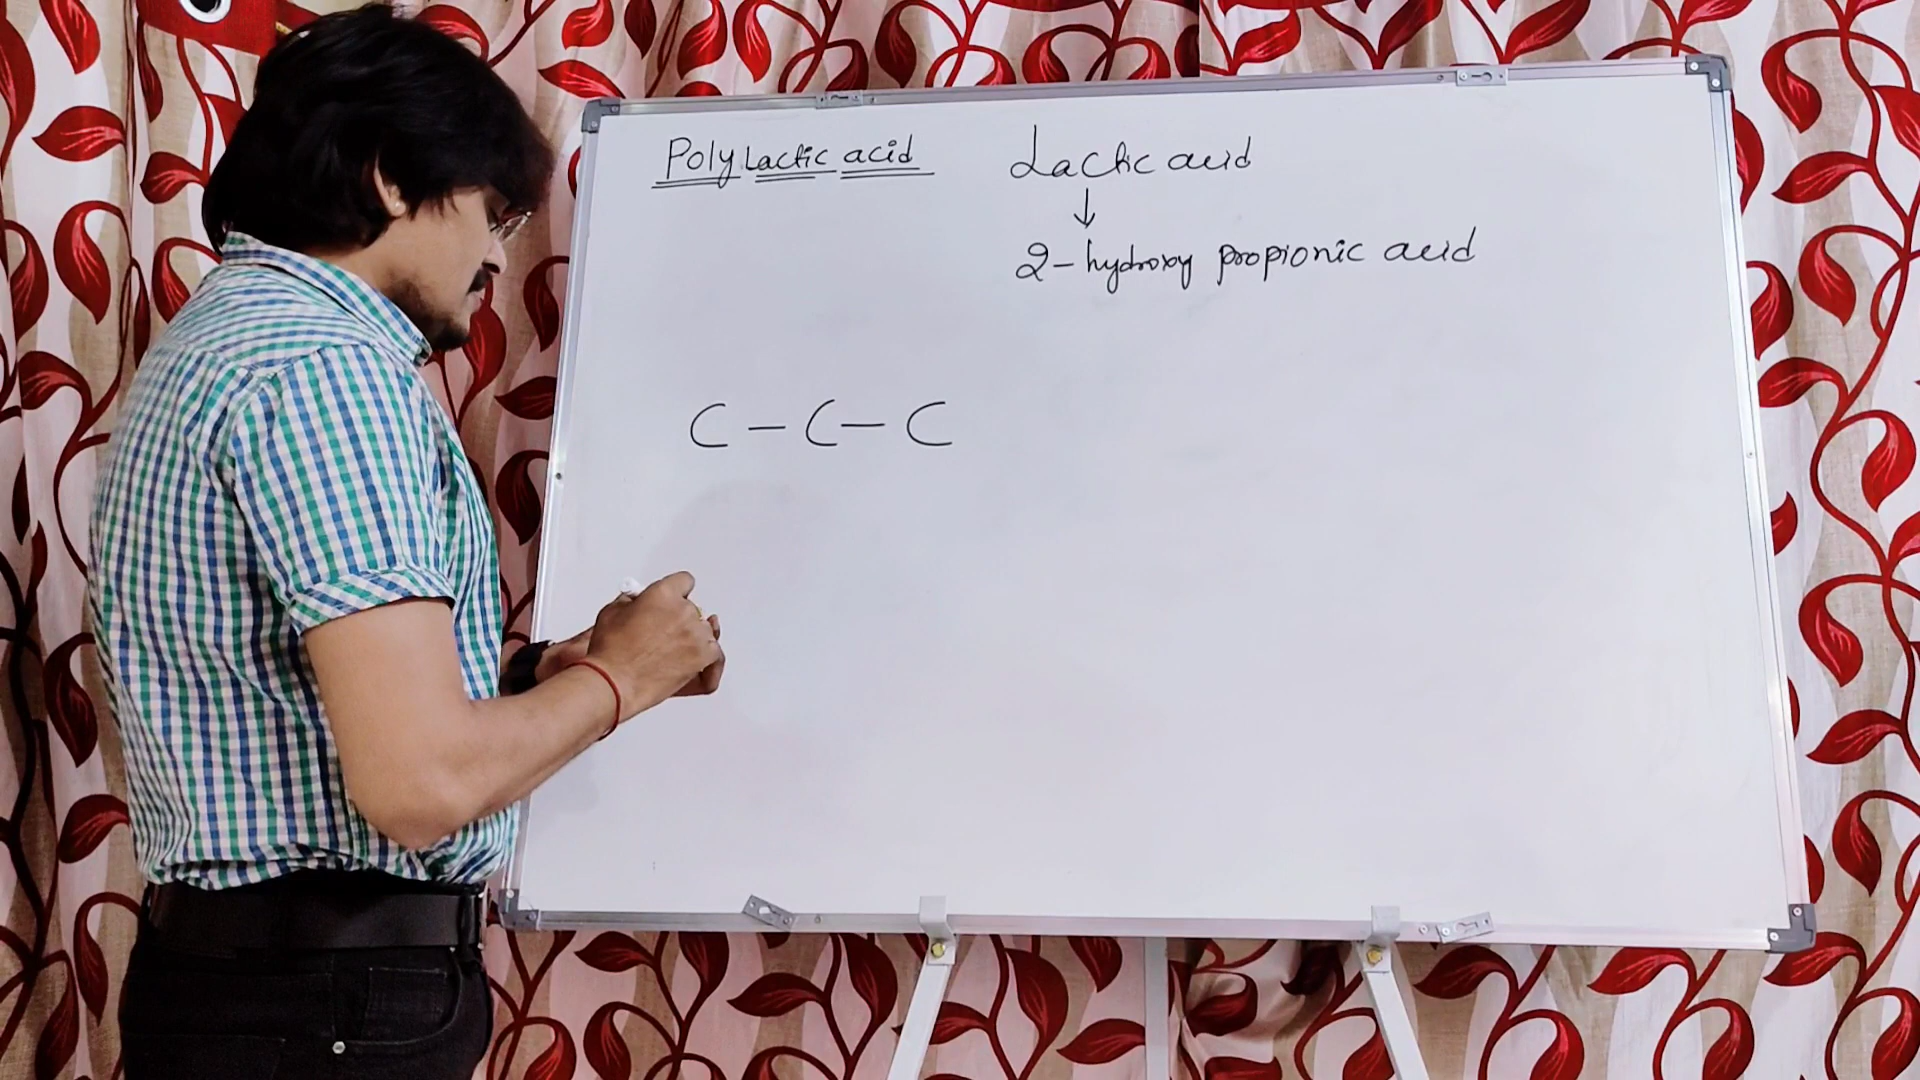 Poly Lactic acid
Lactic acid
↓
2-hydroxy propionic acid
C - C - C